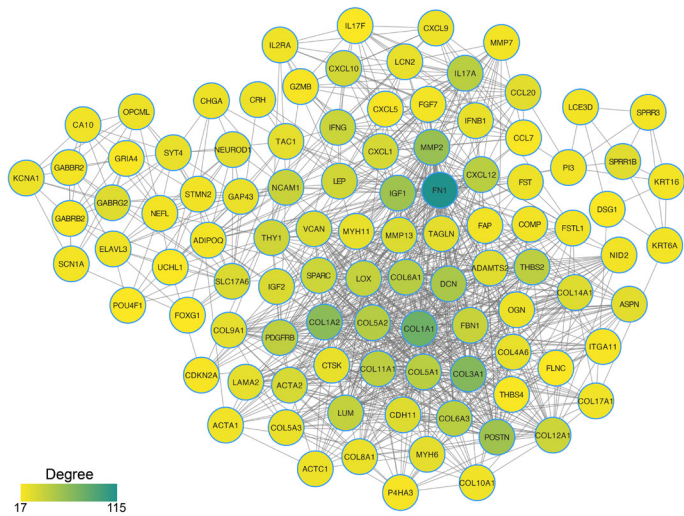 IL17F
CXCL9
IL2RA
MMP7
CXCL10
LCN2
IL17A
GZMB
CCL20
CHGA
CRH
CXCL5
FGF7
LCE3D
SPRR3
CA10
OPCML
IFNG
IFNB1
CCL7
TAC1
MMP2
SPRR1B
GABBR2
GRIA4
SYT4
NEUROD1
CXCL1
CXCL12
PI3
KCNA1
STMN2
NCAM1
LEP
IGF1
FN1
FST
KRT16
GABRG2
NEFL
GAP43
DSG1
GABRB2
ADIPOQ
THY1
VCAN
MYH11
MMP13
TAGLN
FAP
COMP
FSTL1
KRT6A
SCN1A
ELAVL3
UCHL1
SLC17A6
IGF2
SPARC
LOX
COL6A1
DCN
ADAMTS2
THBS2
NID2
POU4F1
FOXG1
COL14A1
ASPN
COL9A1
PDGFRB
COL1A2
COL5A2
COL1A1
FBN1
OGN
ITGA11
CDKN2A
LAMA2
ACTA2
CTSK
COL11A1
COL5A1
COL3A1
COL4A6
FLNC
THBS4
COL17A1
ACTA1
COL5A3
LUM
CDH11
COL6A3
POSTN
COL12A1
ACTC1
COL8A1
MYH6
P4HA3
COL10A1
Degree
17 115